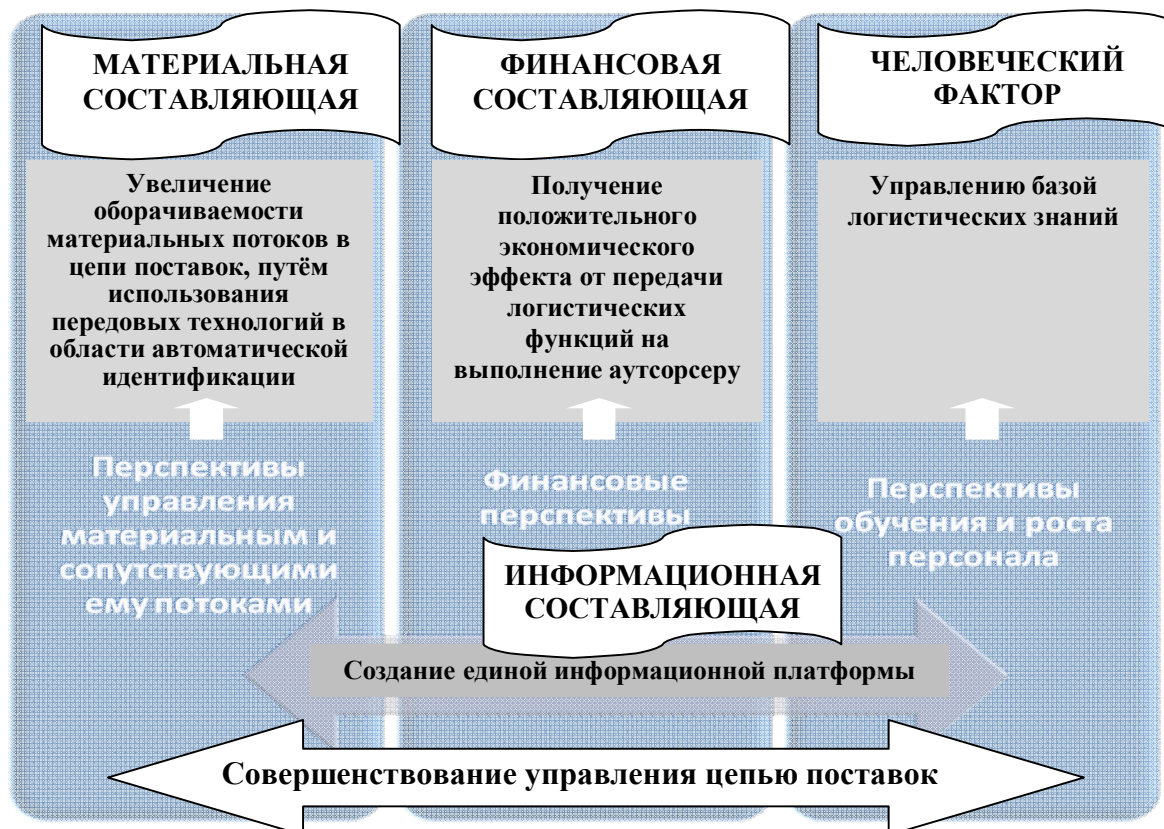 МАТЕРИАЛЬНАЯ
СОСТАВЛЯЮЩАЯ
Увеличение
оборачиваемости
материальных потоков в
цепи поставок, путём
использования
передовых технологий в
области автоматической
идентификации
Перспективы
управления
материальным и
сопутствующими
ему потоками
ФИНАНСОВАЯ
СОСТАВЛЯЮЩАЯ
Получение
положительного
экономического
эффекта от передачи
логистических
функций на
выполнение аутсорсеру
Финансовые
перспективы
ЧЕЛОВЕЧЕСКИЙ
ФАКТОР
Управлению базой
логистических знаний
Перспективы
обучения и роста
персонала
ИНФОРМАЦИОННАЯ
СОСТАВЛЯЮЩАЯ
Создание единой информационной платформы
Совершенствование управления цепью поставок